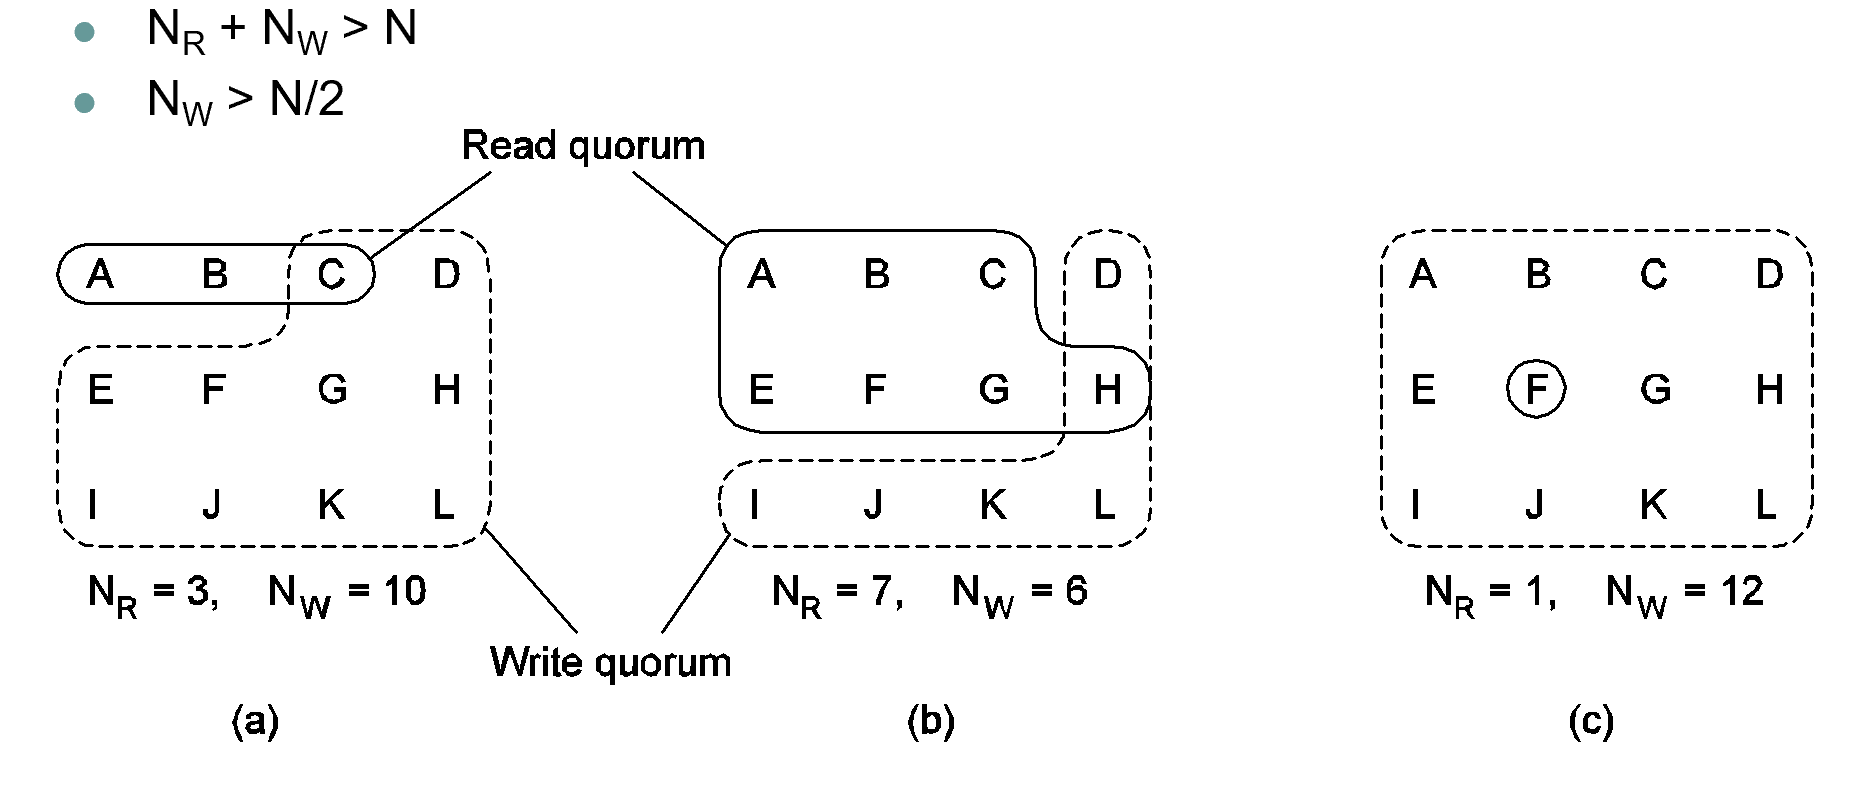 N_R + N_W > N
N_W > N/2
Read quorum
A B C D
E F G H
I J K L
N_R = 3, N_W = 10
(a)
A B C D
E F G H
I J K L
N_R = 7, N_W = 6
(b)
A B C D
E F G H
I J K L
N_R = 1, N_W = 12
(c)
Write quorum